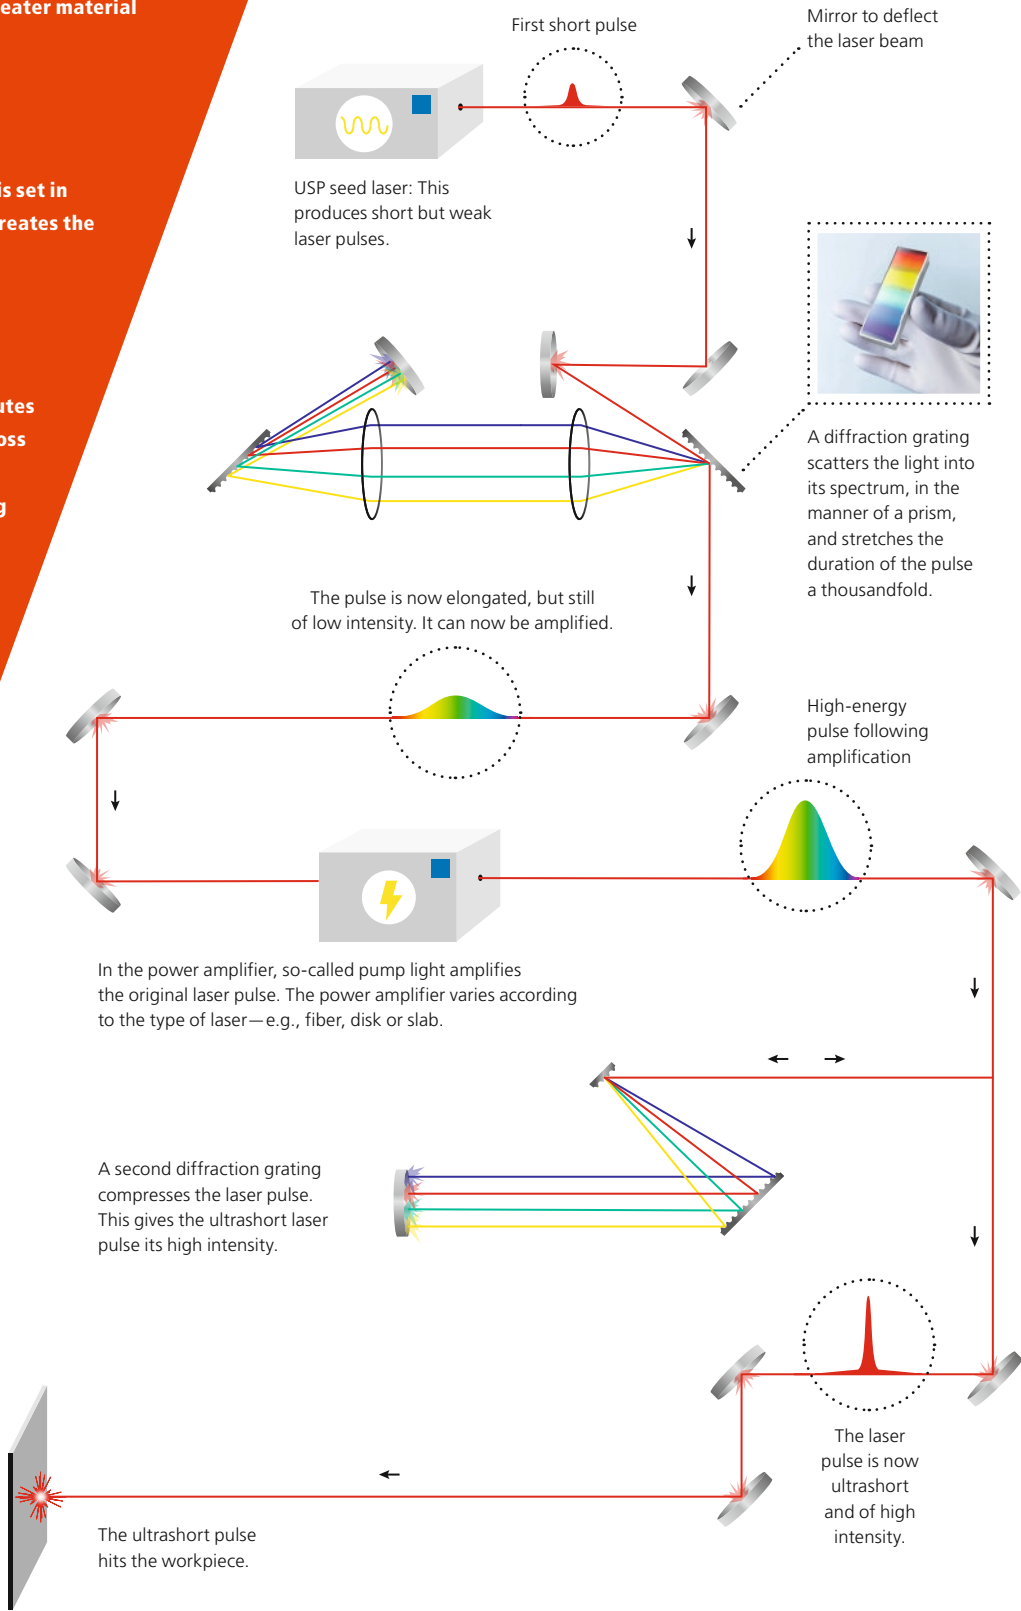 eater material
is set in
reates the
utes
oss
g
First short pulse
Mirror to deflect
the laser beam
USP seed laser: This
produces short but weak
laser pulses.
A diffraction grating
scatters the light into
its spectrum, in the
manner of a prism,
and stretches the
duration of the pulse
a thousandfold.
The pulse is now elongated, but still
of low intensity. It can now be amplified.
High-energy
pulse following
amplification
In the power amplifier, so-called pump light amplifies
the original laser pulse. The power amplifier varies according
to the type of laser—e.g., fiber, disk or slab.
A second diffraction grating
compresses the laser pulse.
This gives the ultrashort laser
pulse its high intensity.
The laser
pulse is now
ultrashort
and of high
intensity.
The ultrashort pulse
hits the workpiece.